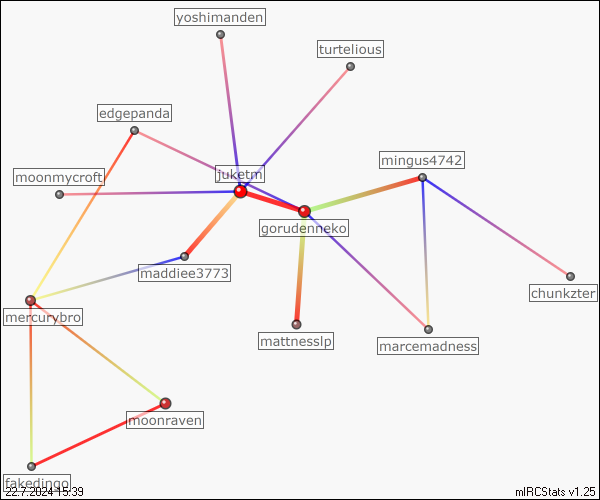 yoshimanden
turtelious
edgepanda
mingus4742
moonmycroft
juketm
gorudenneko
maddiee3773
chunkzter
mercurybro
mattnesslp
marcemadness
moonraven
fakedingo
22.7.2024 15:39
mIRCStats v1.25